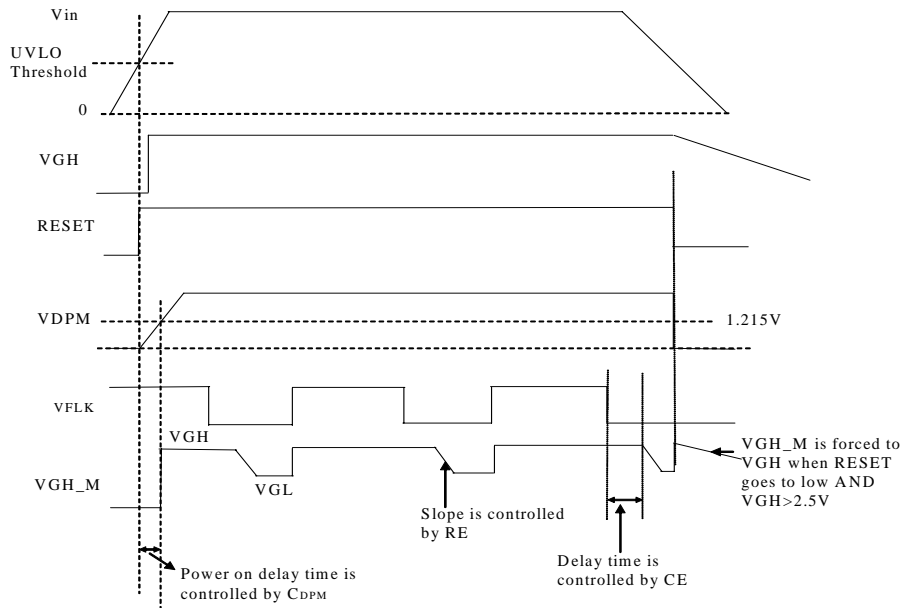 Vin
UVLO
Threshold
0
VGH
RESET
VDPM
1.215V
VFLK
VGH
VGH_M
VGL
VGH_M is forced to
VGH when RESET
goes to low AND
VGH>2.5V
Slope is controlled
by RE
Delay time is
controlled by CE
Power on delay time is
controlled by CDPM